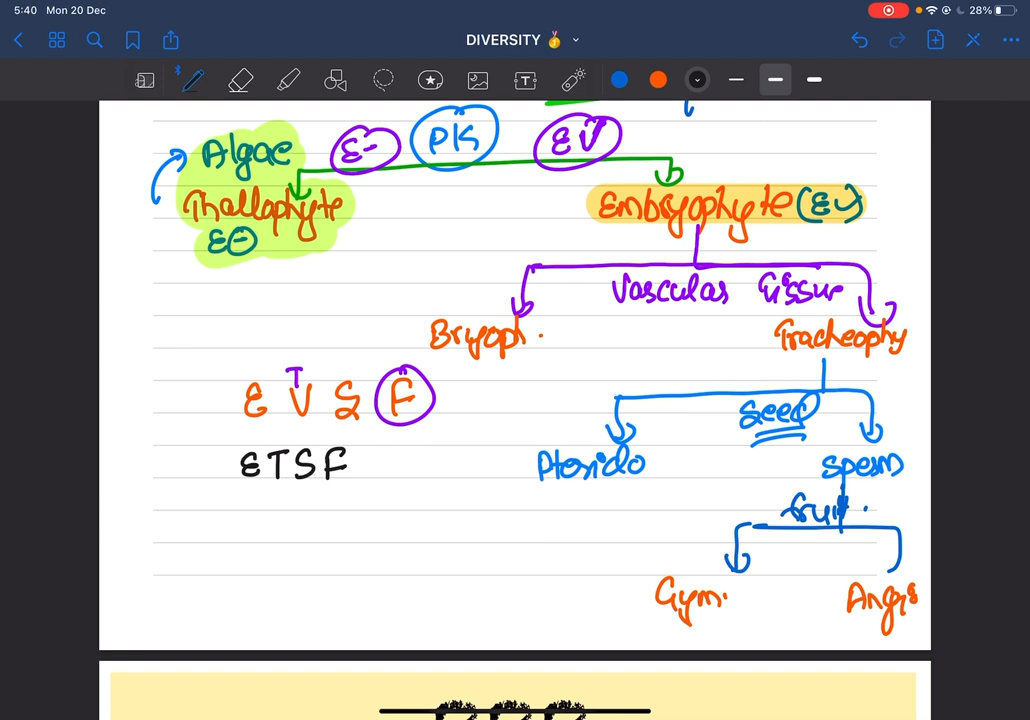 5:40 Mon 20 Dec
28%
DIVERSITY
Algae
E-
PK
EV
Thallophyte
E⊖
Embryophyte (EV)
Vascular tissue
Bryoph.
Tracheophy
T
E V S F
Seed
E T S F
Pterido
Sperm
fruit.
Gym.
Angio